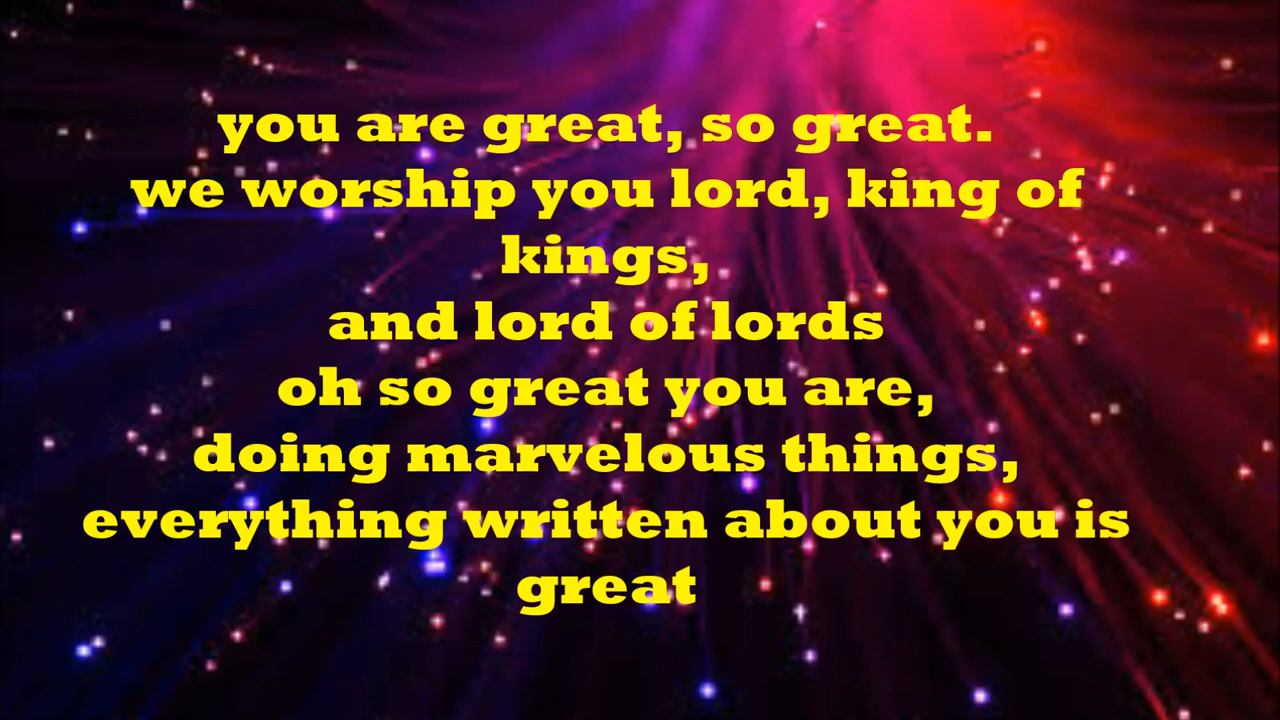 you are great, so great.
we worship you lord, king of
kings,
and lord of lords
oh so great you are,
doing marvelous things,
everything written about you is
great